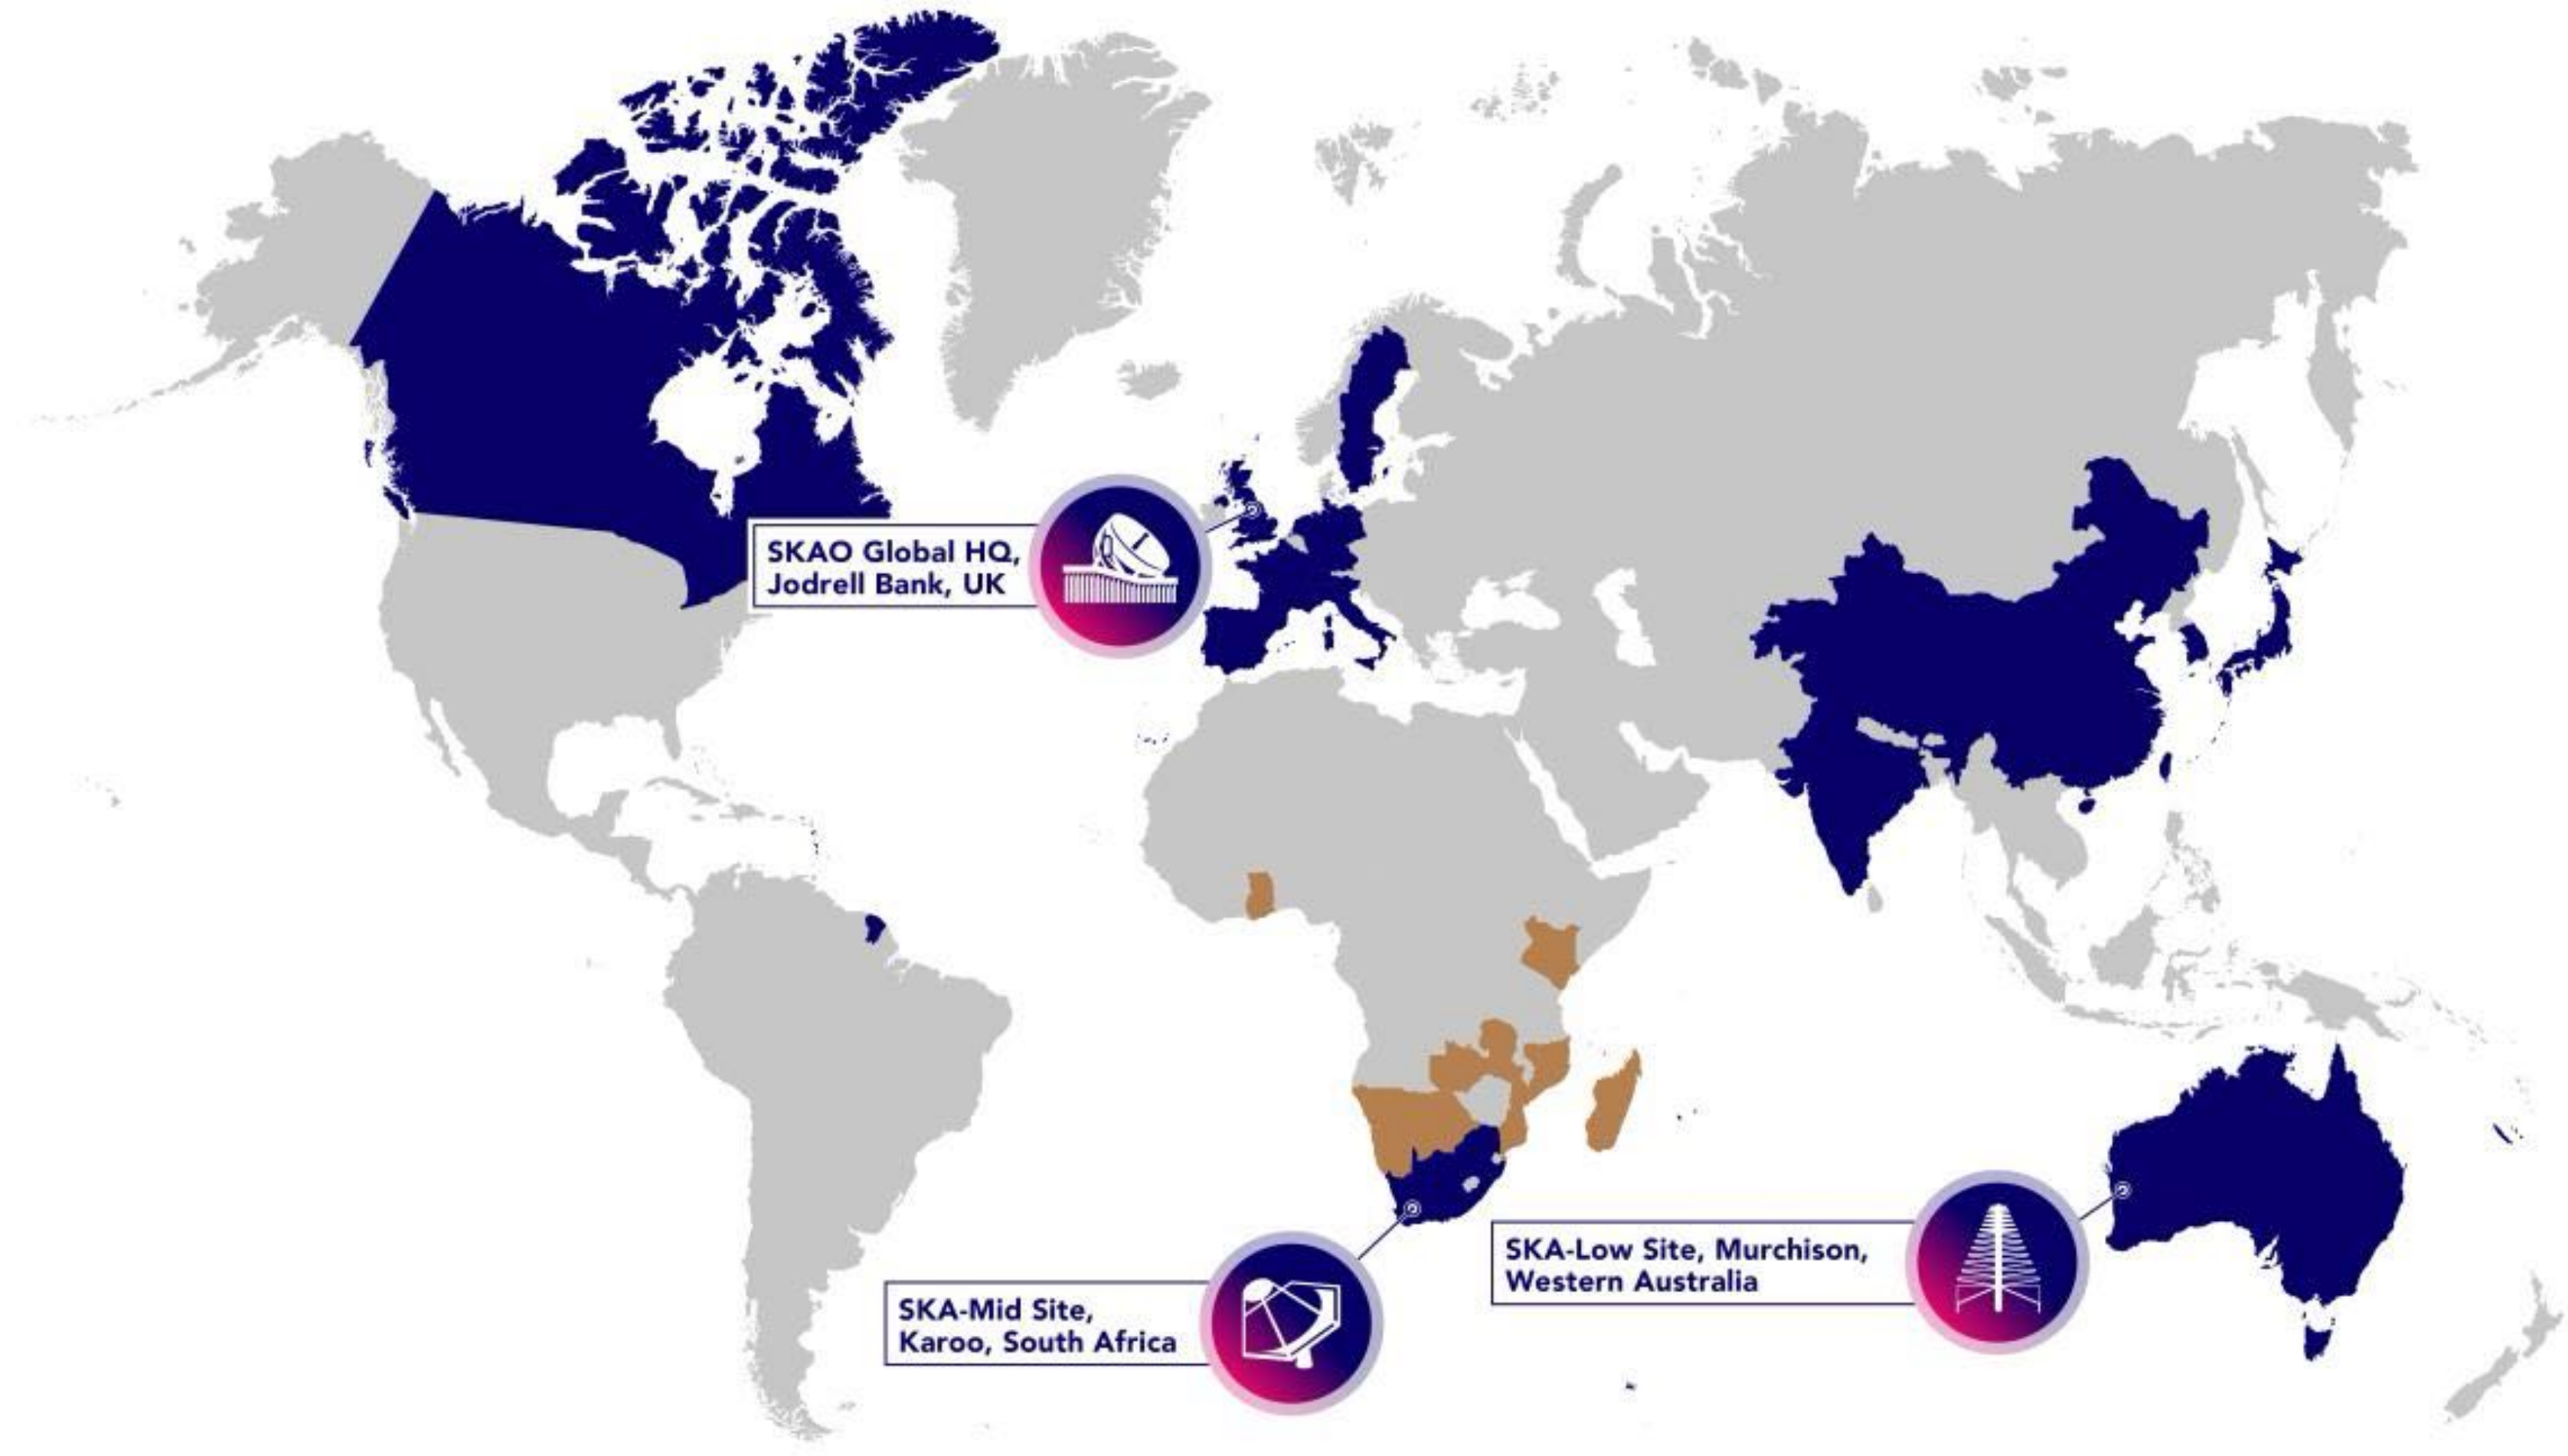 SKAO Global HQ,
Jodrell Bank, UK
SKA-Mid Site,
Karoo, South Africa
SKA-Low Site, Murchison,
Western Australia